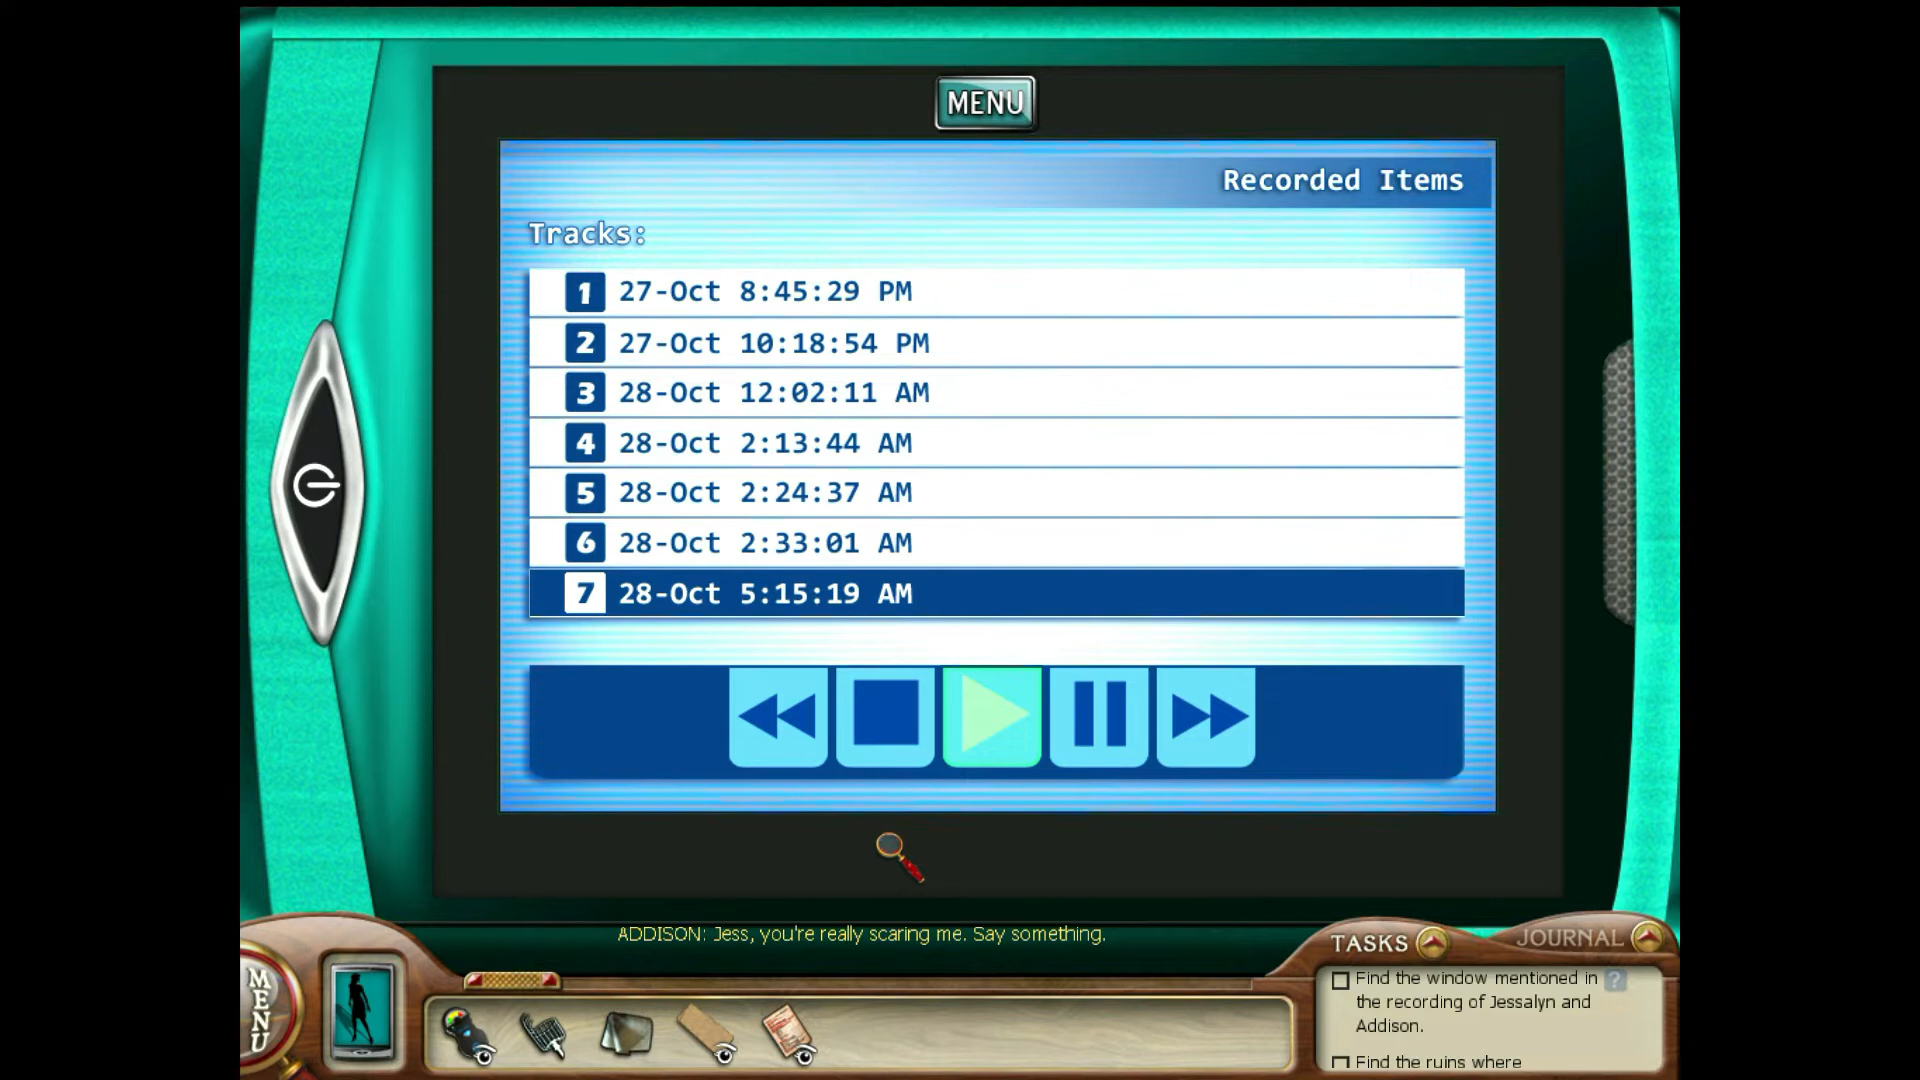 MENU
Recorded Items
Tracks:
1 27-Oct 8:45:29 PM
2 27-Oct 10:18:54 PM
3 28-Oct 12:02:11 AM
4 28-Oct 2:13:44 AM
5 28-Oct 2:24:37 AM
6 28-Oct 2:33:01 AM
7 28-Oct 5:15:19 AM
ADDISON: Jess, you're really scaring me. Say something.
MENU
TASKS
JOURNAL
Find the window mentioned in ?
the recording of Jessalyn and
Addison.
Find the ruins where